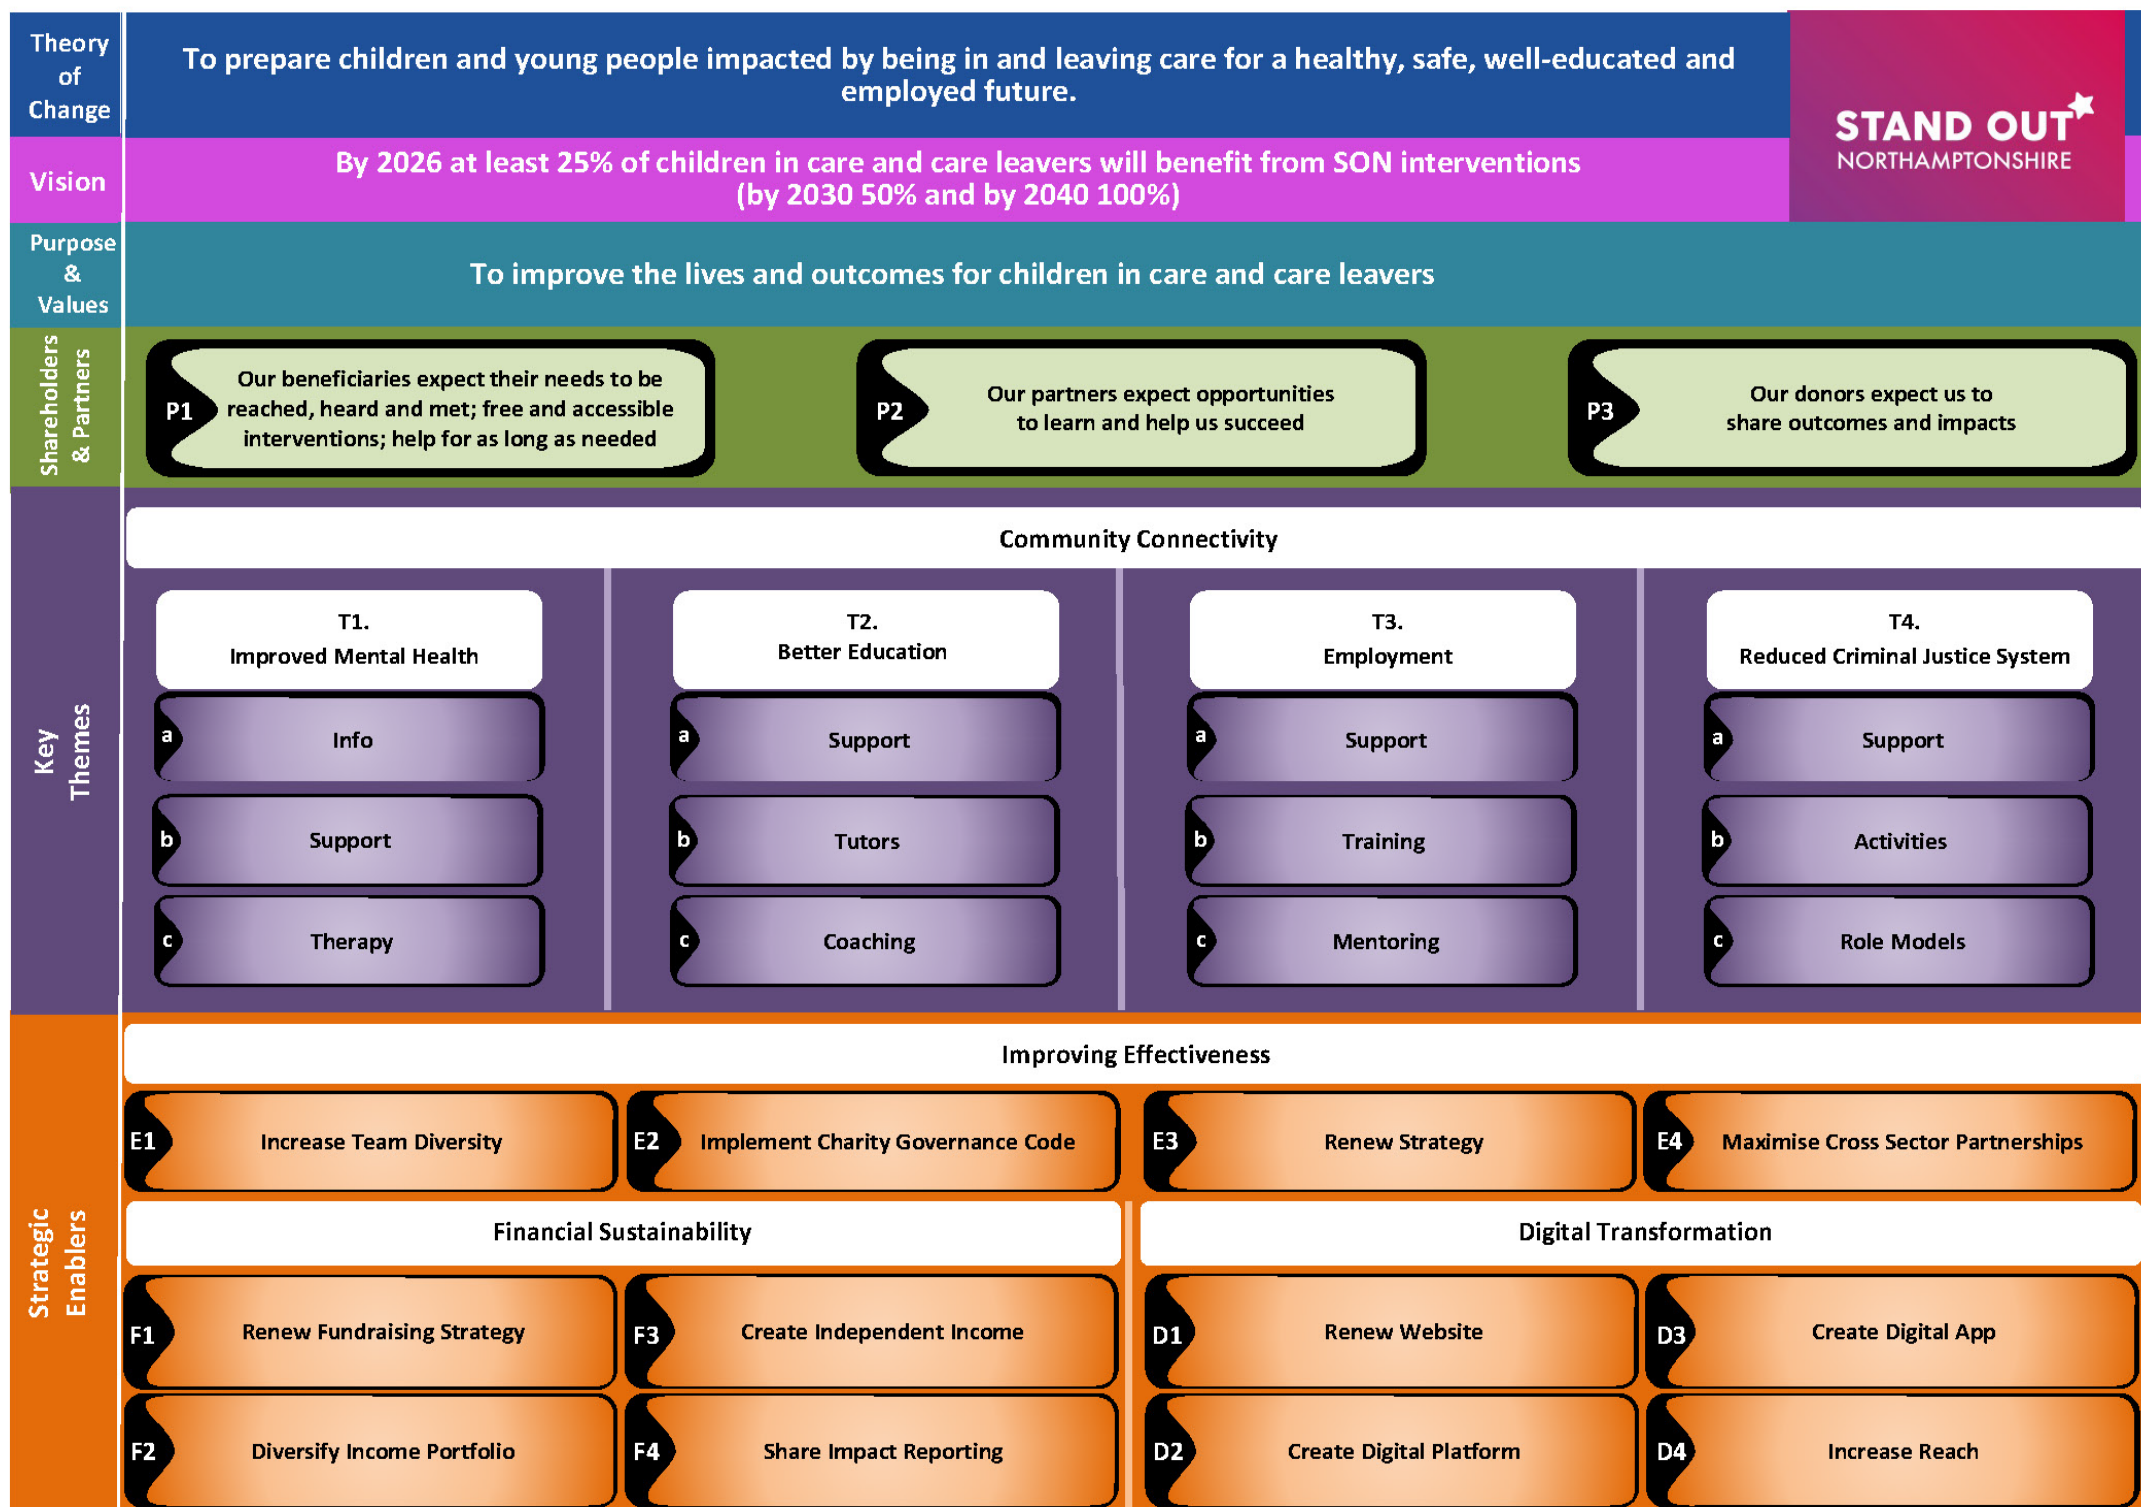 Theory
of
Change
To prepare children and young people impacted by being in and leaving care for a healthy, safe, well-educated and
employed future.
STAND OUT
NORTHAMPTONSHIRE
Vision
By 2026 at least 25% of children in care and care leavers will benefit from SON interventions
(by 2030 50% and by 2040 100%)
Purpose
&
Values
To improve the lives and outcomes for children in care and care leavers
Shareholders
& Partners
P1
Our beneficiaries expect their needs to be
reached, heard and met; free and accessible
interventions; help for as long as needed
P2
Our partners expect opportunities
to learn and help us succeed
P3
Our donors expect us to
share outcomes and impacts
Key
Themes
Community Connectivity
T1.
Improved Mental Health
a
Info
b
Support
c
Therapy
T2.
Better Education
a
Support
b
Tutors
c
Coaching
T3.
Employment
a
Support
b
Training
c
Mentoring
T4.
Reduced Criminal Justice System
a
Support
b
Activities
c
Role Models
Strategic
Enablers
Improving Effectiveness
E1
Increase Team Diversity
E2
Implement Charity Governance Code
E3
Renew Strategy
E4
Maximise Cross Sector Partnerships
Financial Sustainability
F1
Renew Fundraising Strategy
F3
Create Independent Income
F2
Diversify Income Portfolio
F4
Share Impact Reporting
Digital Transformation
D1
Renew Website
D3
Create Digital App
D2
Create Digital Platform
D4
Increase Reach